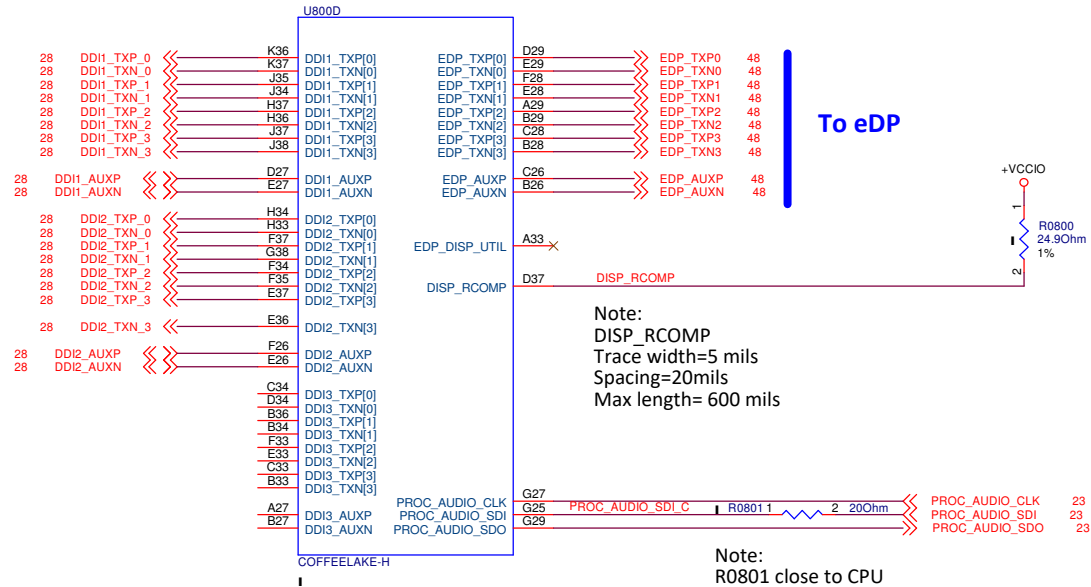 U800D
28 DDI1_TXP_0 K36 DDI1_TXP[0] EDP_TXP[0] D29 EDP_TXP0 48
28 DDI1_TXN_0 K37 DDI1_TXN[0] EDP_TXN[0] E29 EDP_TXN0 48
28 DDI1_TXP_1 J35 DDI1_TXP[1] EDP_TXP[1] F28 EDP_TXP1 48
28 DDI1_TXN_1 J34 DDI1_TXN[1] EDP_TXN[1] E28 EDP_TXN1 48
28 DDI1_TXP_2 H37 DDI1_TXP[2] EDP_TXP[2] A29 EDP_TXP2 48
28 DDI1_TXN_2 H36 DDI1_TXN[2] EDP_TXN[2] B29 EDP_TXN2 48
28 DDI1_TXP_3 J37 DDI1_TXP[3] EDP_TXP[3] C28 EDP_TXP3 48
28 DDI1_TXN_3 J38 DDI1_TXN[3] EDP_TXN[3] B28 EDP_TXN3 48
To eDP
28 DDI1_AUXP D27 DDI1_AUXP EDP_AUXP C26 EDP_AUXP 48
28 DDI1_AUXN E27 DDI1_AUXN EDP_AUXN B26 EDP_AUXN 48
+VCCIO
28 DDI2_TXP_0 H34 DDI2_TXP[0]
28 DDI2_TXN_0 H33 DDI2_TXN[0]
28 DDI2_TXP_1 F37 DDI2_TXP[1] EDP_DISP_UTIL A33
28 DDI2_TXN_1 G38 DDI2_TXN[1]
28 DDI2_TXP_2 F34 DDI2_TXP[2]
28 DDI2_TXN_2 F35 DDI2_TXN[2] DISP_RCOMP D37 DISP_RCOMP
28 DDI2_TXP_3 E37 DDI2_TXP[3]
1
R0800
24.9Ohm
1%
2
28 DDI2_TXN_3 E36 DDI2_TXN[3]
28 DDI2_AUXP F26 DDI2_AUXP
28 DDI2_AUXN E26 DDI2_AUXN
Note:
DISP_RCOMP
Trace width=5 mils
Spacing=20mils
Max length= 600 mils
C34 DDI3_TXP[0]
D34 DDI3_TXN[0]
B36 DDI3_TXP[1]
B34 DDI3_TXN[1]
F33 DDI3_TXP[2]
E33 DDI3_TXN[2]
C33 DDI3_TXP[3]
B33 DDI3_TXN[3]
PROC_AUDIO_CLK G27 PROC_AUDIO_CLK 23
A27 DDI3_AUXP PROC_AUDIO_SDI G25 PROC_AUDIO_SDI_C R0801 1 2 20Ohm PROC_AUDIO_SDI 23
B27 DDI3_AUXN PROC_AUDIO_SDO G29 PROC_AUDIO_SDO 23
COFFEELAKE-H
Note:
R0801 close to CPU